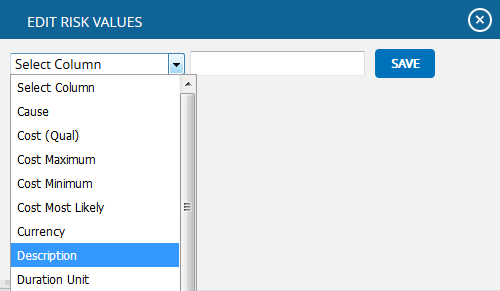 EDIT RISK VALUES
Select Column
SAVE
Select Column
Cause
Cost (Qual)
Cost Maximum
Cost Minimum
Cost Most Likely
Currency
Description
Duration Unit